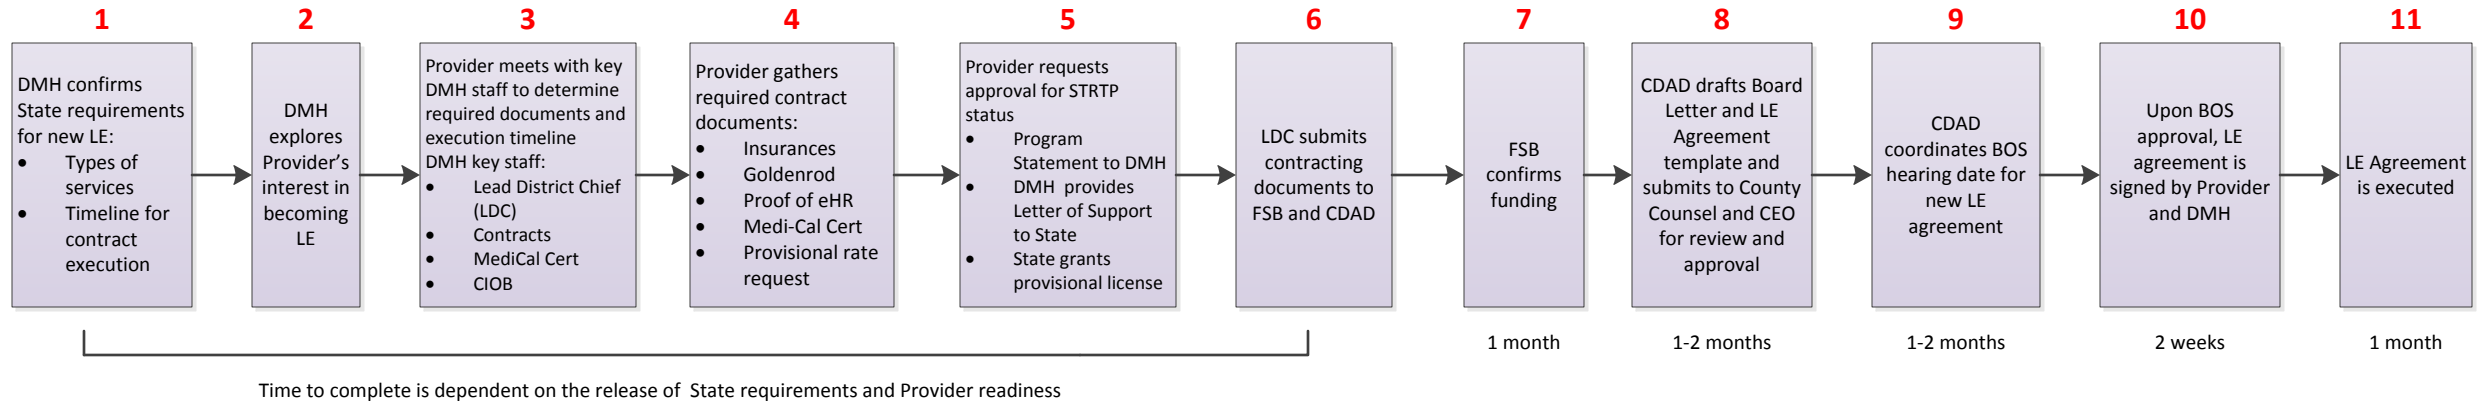 1
DMH confirms
State requirements
for new LE:
• Types of
services
• Timeline for
contract
execution
2
DMH
explores
Provider’s
interest in
becoming
LE
3
Provider meets with key
DMH staff to determine
required documents and
execution timeline
DMH key staff:
• Lead District Chief
(LDC)
• Contracts
• MediCal Cert
• CIOB
4
Provider gathers
required contract
documents:
• Insurances
• Goldenrod
• Proof of eHR
• Medi-Cal Cert
• Provisional rate
request
5
Provider requests
approval for STRTP
status
• Program
Statement to DMH
• DMH provides
Letter of Support
to State
• State grants
provisional license
6
LDC submits
contracting
documents to
FSB and CDAD
7
FSB
confirms
funding
1 month
8
CDAD drafts Board
Letter and LE
Agreement
template and
submits to County
Counsel and CEO
for review and
approval
1-2 months
9
CDAD
coordinates BOS
hearing date for
new LE
agreement
1-2 months
10
Upon BOS
approval, LE
agreement is
signed by Provider
and DMH
2 weeks
11
LE Agreement
is executed
1 month
Time to complete is dependent on the release of State requirements and Provider readiness